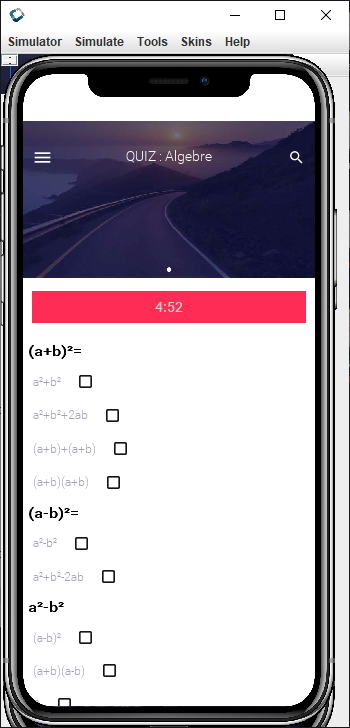 Simulator Simulate Tools Skins Help
QUIZ : Algebre
4:52
(a+b)²=
a²+b²
a²+b²+2ab
(a+b)+(a+b)
(a+b)(a+b)
(a-b)²=
a²-b²
a²+b²-2ab
a²-b²
(a-b)²
(a+b)(a-b)